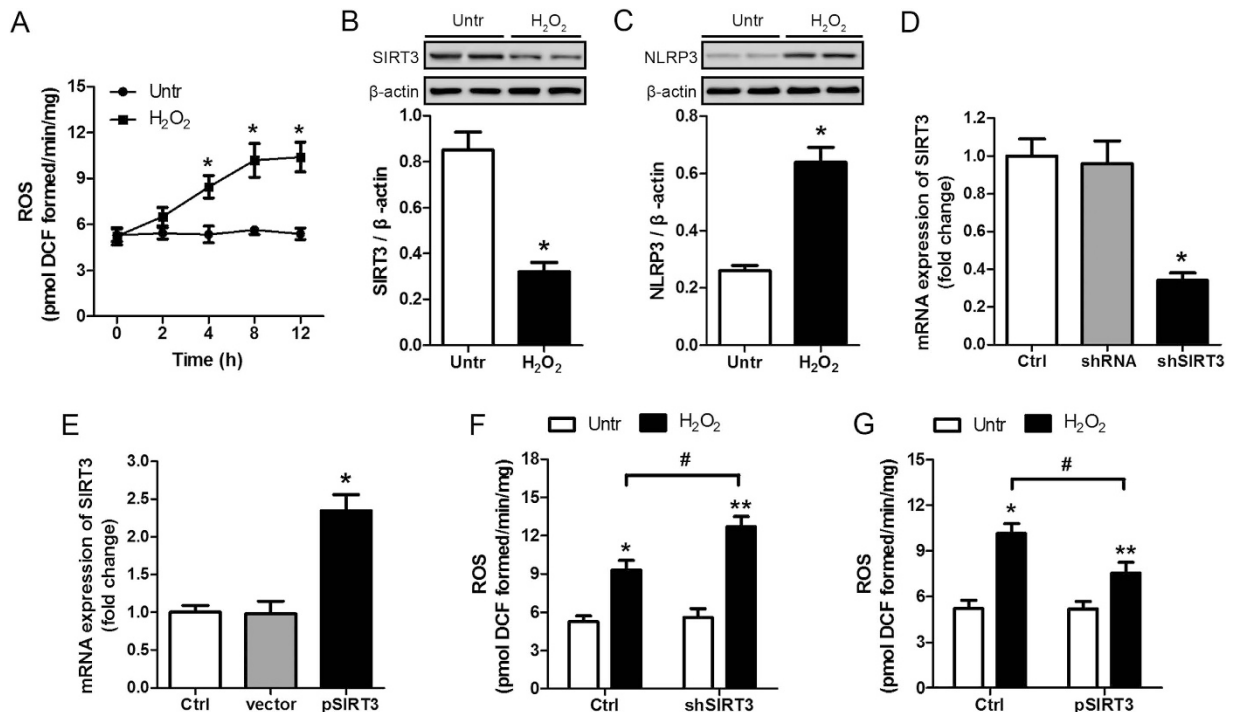 A
ROS
(pmol DCF formed/min/mg)
15
12
9
6
3
0
Untr
H₂O₂
* * *
0 2 4 8 12
Time (h)
B
Untr H₂O₂
SIRT3
β-actin
SIRT3 / β -actin
1.0
0.8
0.6
0.4
0.2
0.0
*
Untr H₂O₂
C
Untr H₂O₂
NLRP3
β-actin
NLRP3 / β -actin
0.8
0.6
0.4
0.2
0.0
*
Untr H₂O₂
D
mRNA expression of SIRT3
(fold change)
1.2
1.0
0.8
0.6
0.4
0.2
0.0
*
Ctrl shRNA shSIRT3
E
mRNA expression of SIRT3
(fold change)
3.0
2.5
2.0
1.5
1.0
0.5
0.0
*
Ctrl vector pSIRT3
F
Untr H₂O₂
ROS
(pmol DCF formed/min/mg)
18
15
12
9
6
3
0
#
* **
Ctrl shSIRT3
G
Untr H₂O₂
ROS
(pmol DCF formed/min/mg)
15
12
9
6
3
0
#
* **
Ctrl pSIRT3